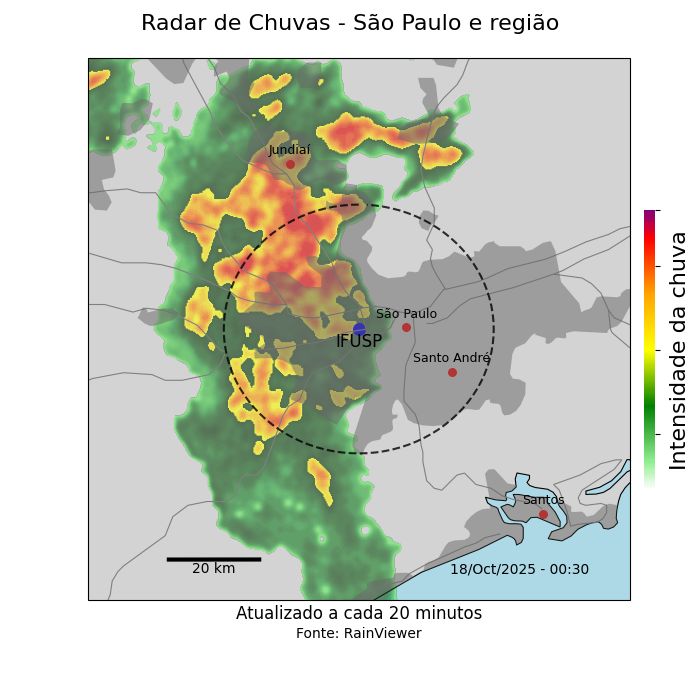 Radar de Chuvas - São Paulo e região
Jundiaí
São Paulo
IFUSP
Santo André
Santos
20 km
18/Oct/2025 - 00:30
Intensidade da chuva
Atualizado a cada 20 minutos
Fonte: RainViewer